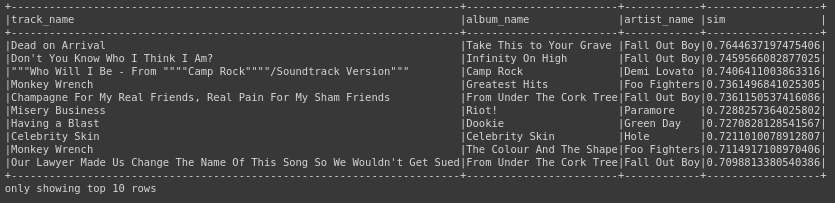 +-------------------------------------------------------------------------+------------------------+------------+------------------+
|track_name                                                               |album_name              |artist_name |sim               |
+-------------------------------------------------------------------------+------------------------+------------+------------------+
|Dead on Arrival                                                          |Take This to Your Grave |Fall Out Boy|0.7644637197475406|
|Don't You Know Who I Think I Am?                                         |Infinity On High        |Fall Out Boy|0.7459566082877025|
|"""Who Will I Be - From """"Camp Rock""""/Soundtrack Version"""          |Camp Rock               |Demi Lovato |0.7406411003863316|
|Monkey Wrench                                                            |Greatest Hits           |Foo Fighters|0.7361496841025305|
|Champagne For My Real Friends, Real Pain For My Sham Friends             |From Under The Cork Tree|Fall Out Boy|0.7361150537416086|
|Misery Business                                                          |Riot!                   |Paramore    |0.7288257364025802|
|Having a Blast                                                           |Dookie                  |Green Day   |0.7270828128541567|
|Celebrity Skin                                                           |Celebrity Skin          |Hole        |0.7211010078912807|
|Monkey Wrench                                                            |The Colour And The Shape|Foo Fighters|0.7114917108970406|
|Our Lawyer Made Us Change The Name Of This Song So We Wouldn't Get Sued|From Under The Cork Tree|Fall Out Boy|0.7098813380540386|
+-------------------------------------------------------------------------+------------------------+------------+------------------+
only showing top 10 rows